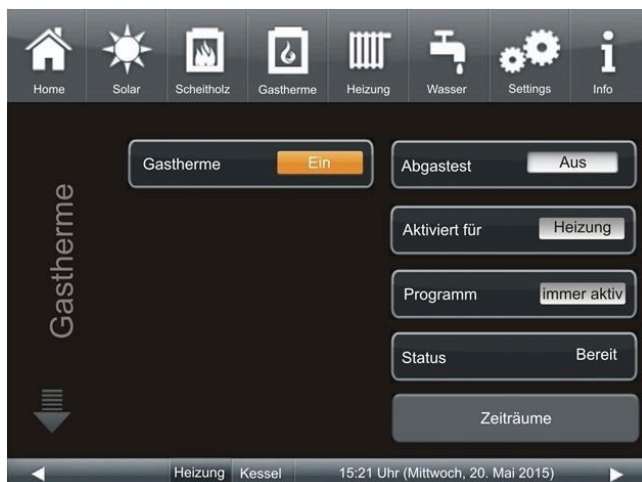 Home Solar Scheitholz Gastherme Heizung Wasser Settings Info
Gastherme
Gastherme Ein
Abgastest Aus
Aktiviert für Heizung
Programm immer aktiv
Status Bereit
Zeiträume
Heizung Kessel 15:21 Uhr (Mittwoch, 20. Mai 2015)